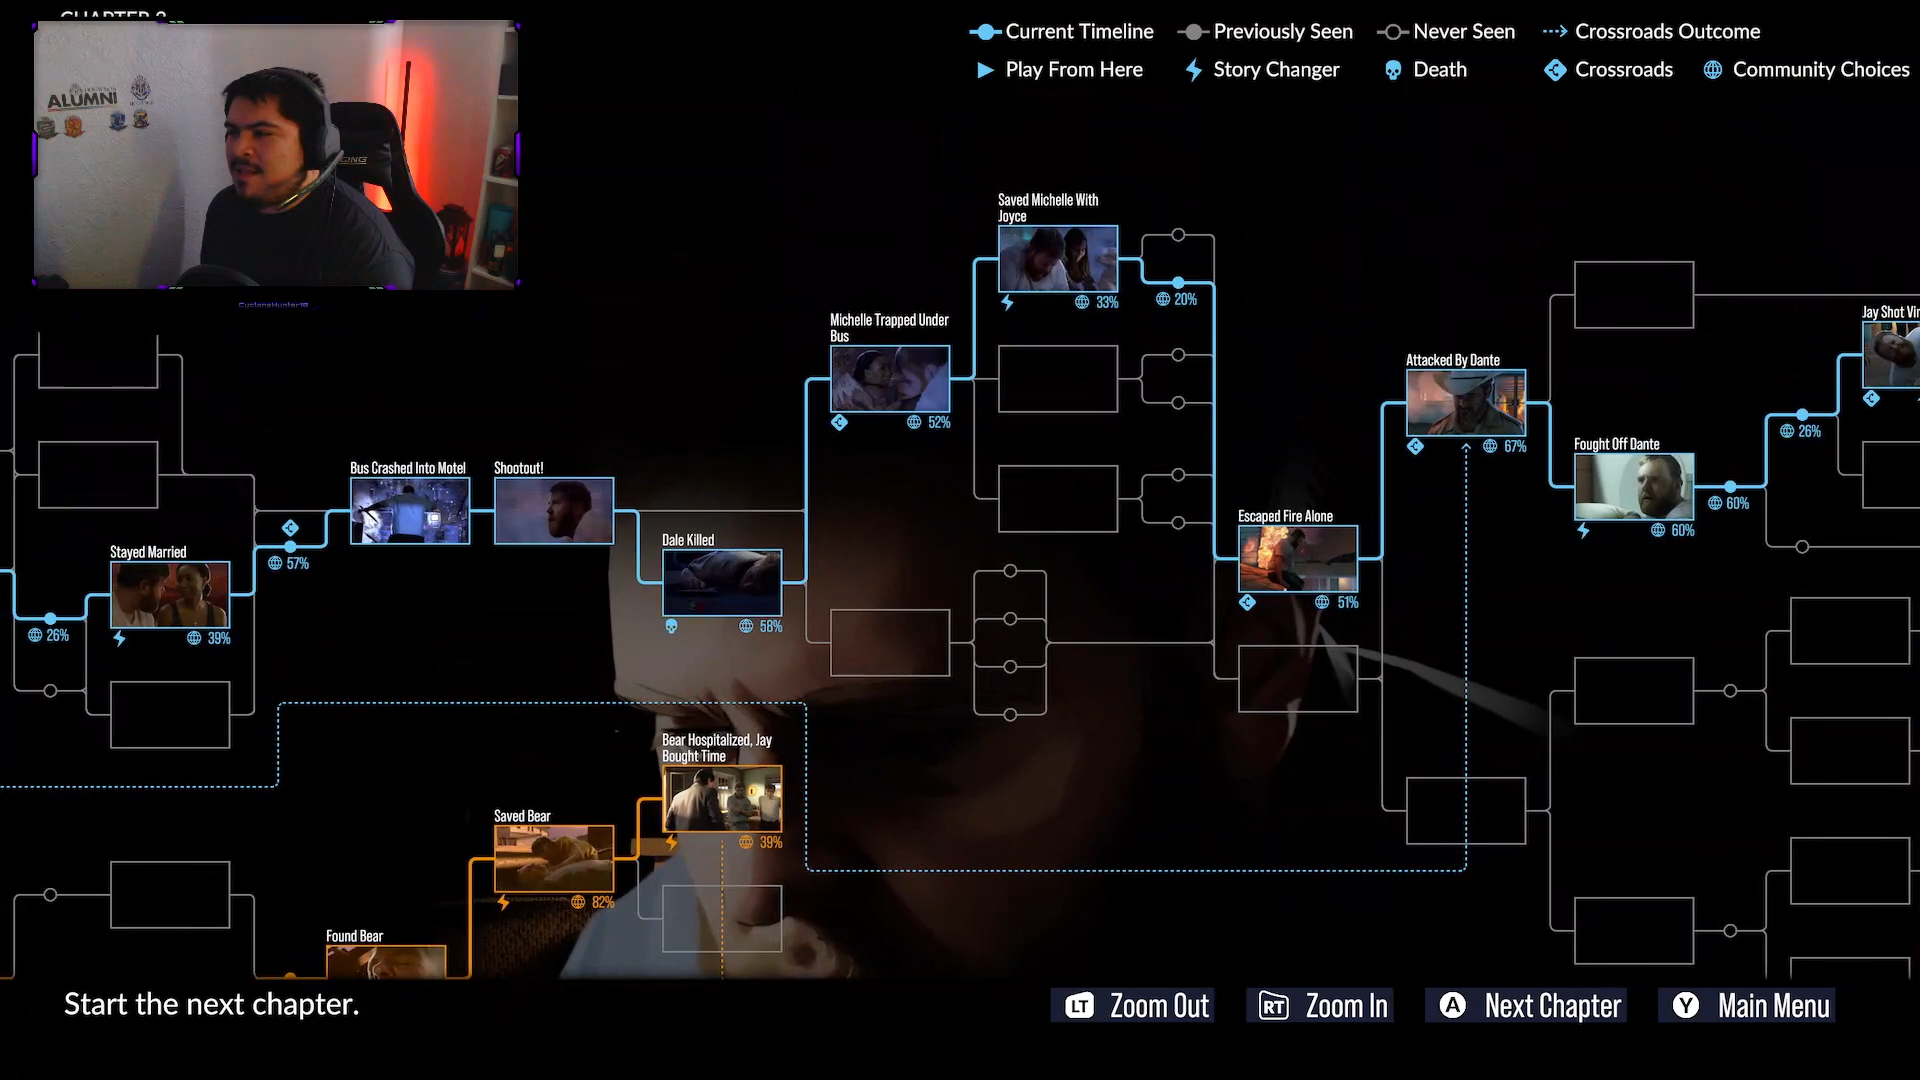 Current Timeline
Previously Seen
Never Seen
Crossroads Outcome
Play From Here
Story Changer
Death
Crossroads
Community Choices
ALUMNI
CycloneHunter18
Saved Michelle With
Joyce
33%
20%
Michelle Trapped Under
Bus
52%
Jay Shot
Attacked By Dante
67%
26%
Fought Off Dante
60%
60%
Bus Crashed Into Motel
Shootout!
57%
Escaped Fire Alone
51%
Dale Killed
58%
Stayed Married
39%
26%
Bear Hospitalized, Jay
Bought Time
39%
Saved Bear
82%
Found Bear
Start the next chapter.
LT Zoom Out
RT Zoom In
A Next Chapter
Y Main Menu